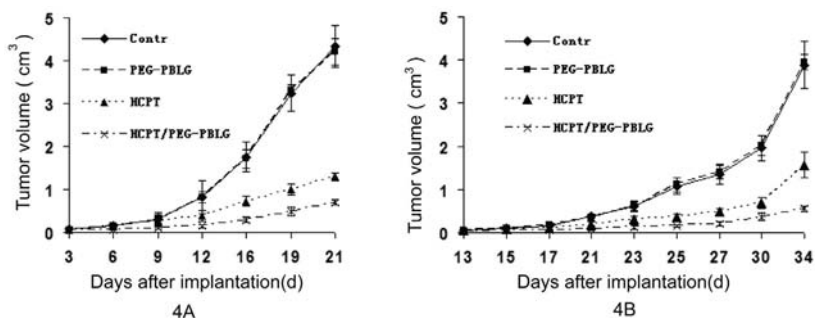 5
4
3
2
1
0
Tumor volume ( cm3 )
Contr
PEG-PBLG
HCPT
HCPT/PEG-PBLG
3 6 9 12 16 19 21
Days after implantation(d)
4A
5
4
3
2
1
0
Tumor volume ( cm3 )
Contr
PEG-PBLG
HCPT
HCPT/PEG-PBLG
13 15 17 21 23 25 27 30 34
Days after implantation(d)
4B